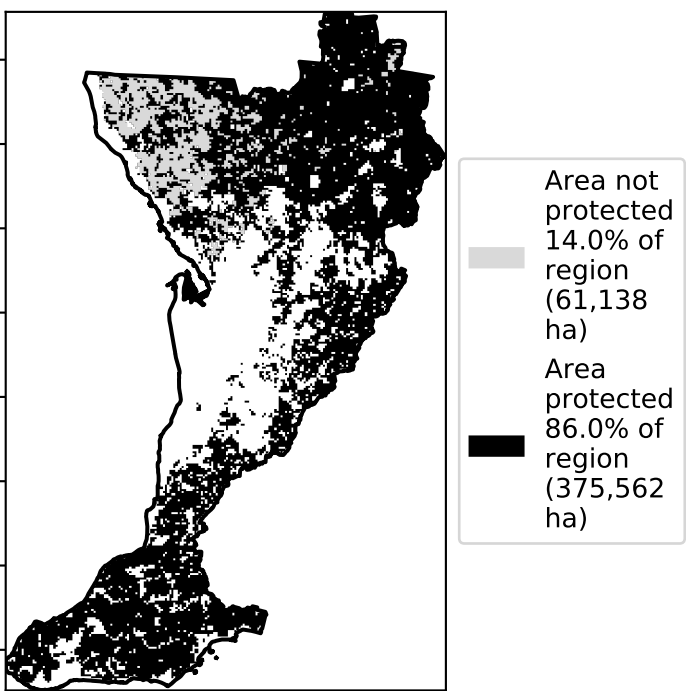 Area not
protected
14.0% of
region
(61,138
ha)
Area
protected
86.0% of
region
(375,562
ha)